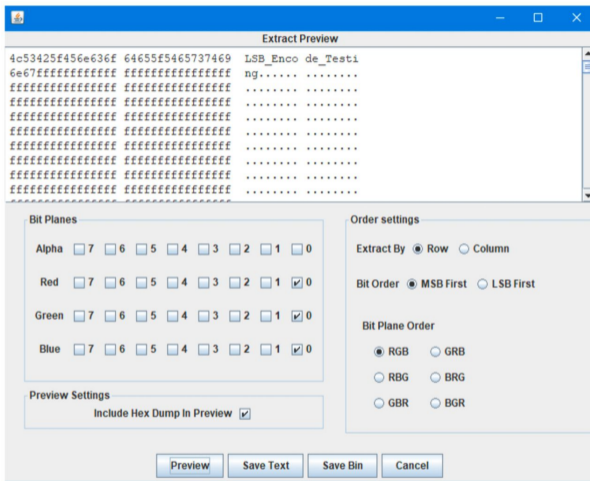 Extract Preview
4c53425f456e636f 64655f5465737469 LSB_Enco de_Testi
6e67ffffffffffff ffffffffffffffff ng...... ........
ffffffffffffffff ffffffffffffffff ........ ........
ffffffffffffffff ffffffffffffffff ........ ........
ffffffffffffffff ffffffffffffffff ........ ........
ffffffffffffffff ffffffffffffffff ........ ........
ffffffffffffffff ffffffffffffffff ........ ........
ffffffffffffffff ffffffffffffffff ........ ........
ffffffffffffffff ffffffffffffffff ........ ........
ffffffffffffffff ffffffffffffffff ........ ........
Bit Planes
Alpha 7 6 5 4 3 2 1 0
Red 7 6 5 4 3 2 1 0
Green 7 6 5 4 3 2 1 0
Blue 7 6 5 4 3 2 1 0
Preview Settings
Include Hex Dump In Preview
Order settings
Extract By Row Column
Bit Order MSB First LSB First
Bit Plane Order
RGB GRB
RBG BRG
GBR BGR
Preview Save Text Save Bin Cancel